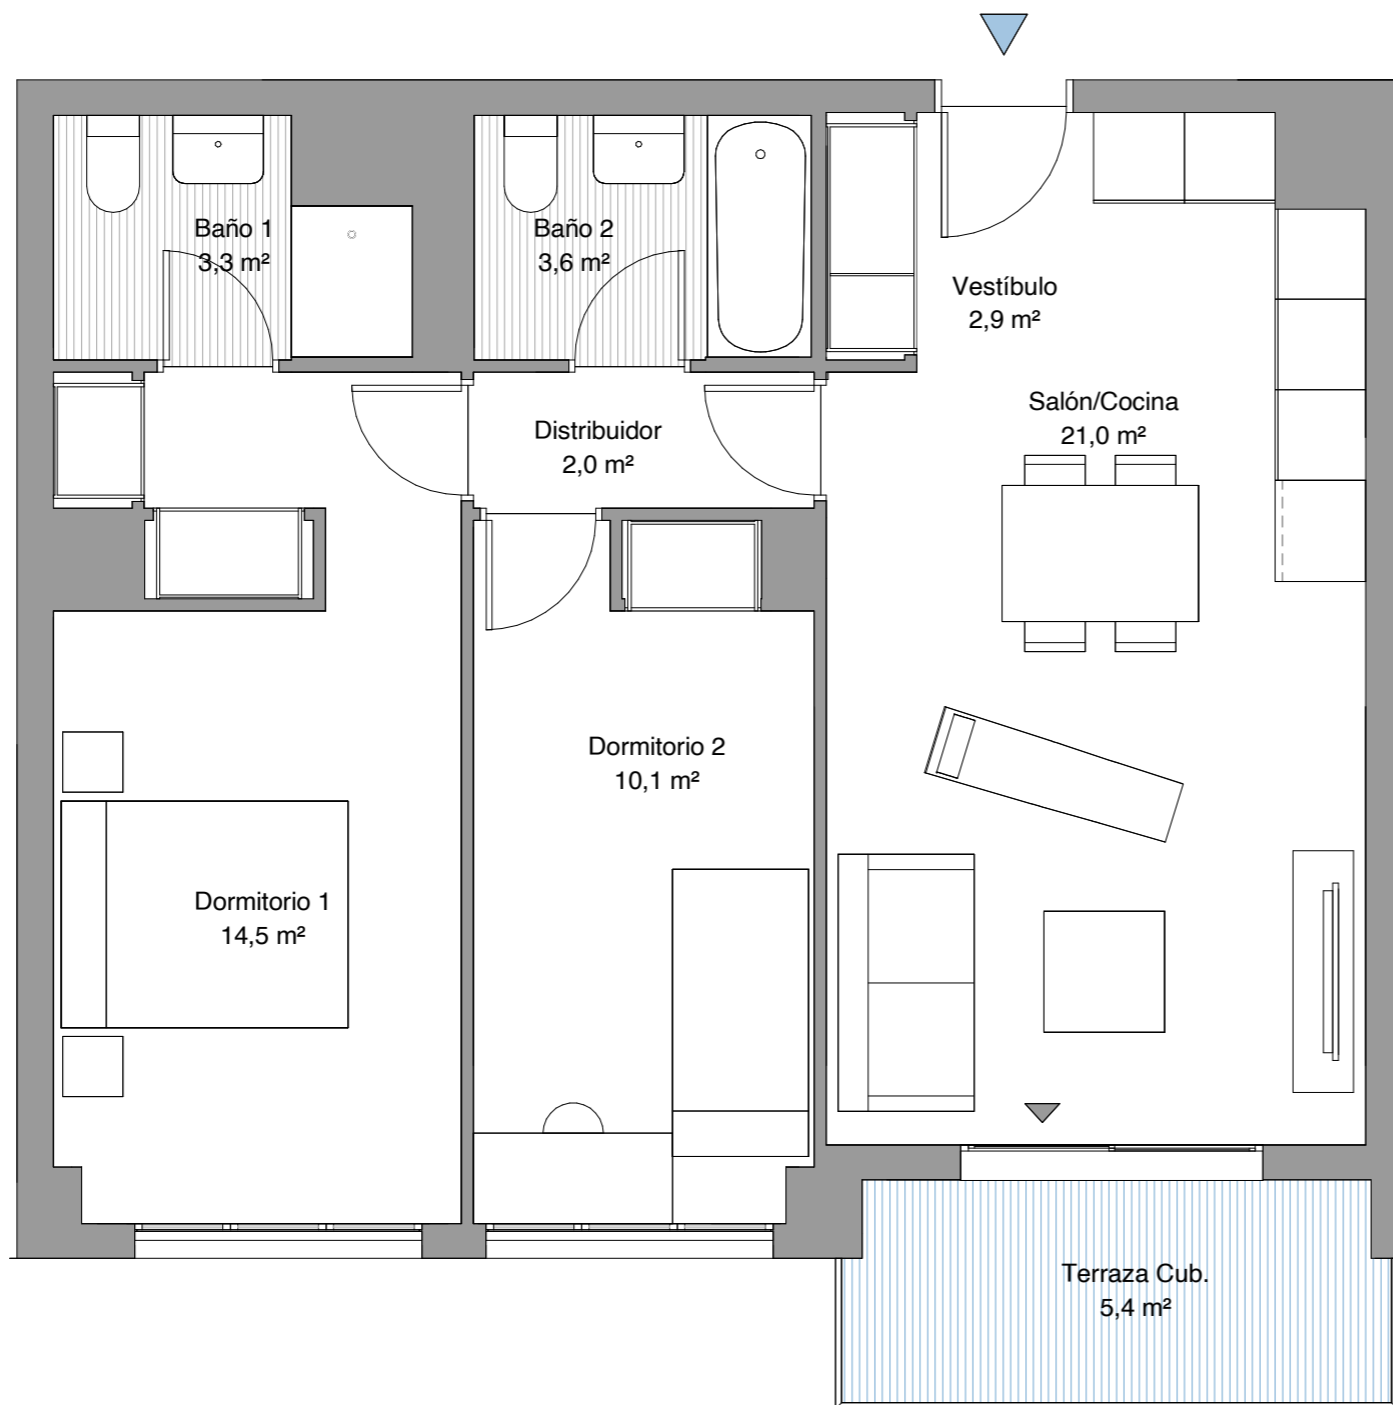 Baño 1
3,3 m²
Baño 2
3,6 m²
Vestíbulo
2,9 m²
Salón/Cocina
21,0 m²
Distribuidor
2,0 m²
Dormitorio 2
10,1 m²
Dormitorio 1
14,5 m²
Terraza Cub.
5,4 m²